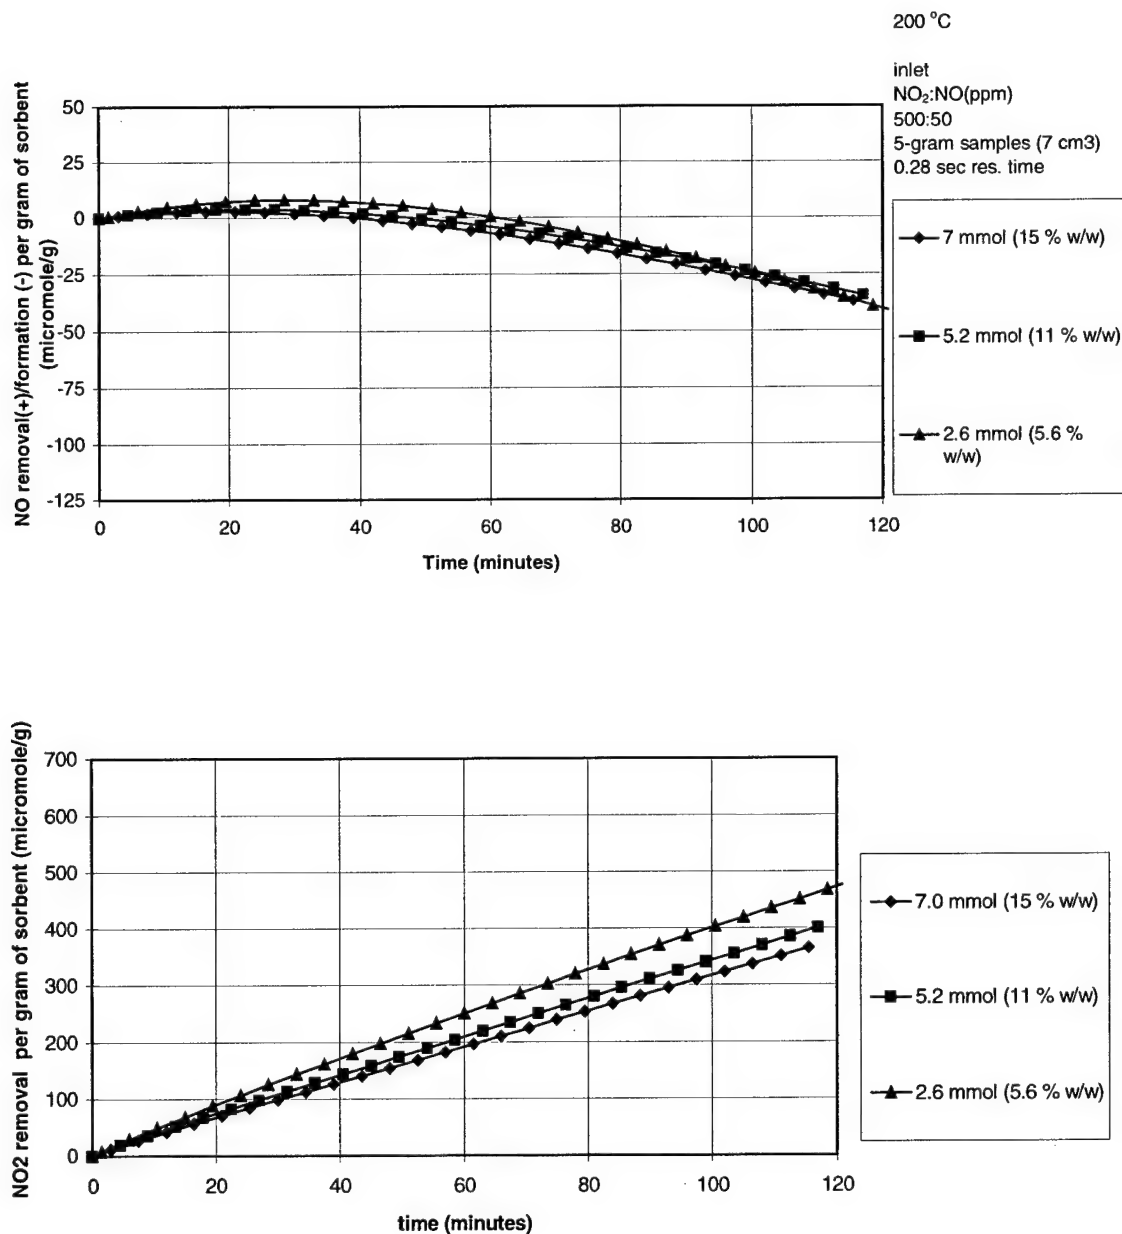 200 °C
inlet
NO₂:NO(ppm)
500:50
5-gram samples (7 cm3)
0.28 sec res. time
NO removal(+)/formation (-) per gram of sorbent
(micromole/g)
50
25
0
-25
-50
-75
-100
-125
0 20 40 60 80 100 120
Time (minutes)
7 mmol (15 % w/w)
5.2 mmol (11 % w/w)
2.6 mmol (5.6 %
w/w)
NO2 removal per gram of sorbent (micromole/g)
700
600
500
400
300
200
100
0
0 20 40 60 80 100 120
time (minutes)
7.0 mmol (15 % w/w)
5.2 mmol (11 % w/w)
2.6 mmol (5.6 % w/w)